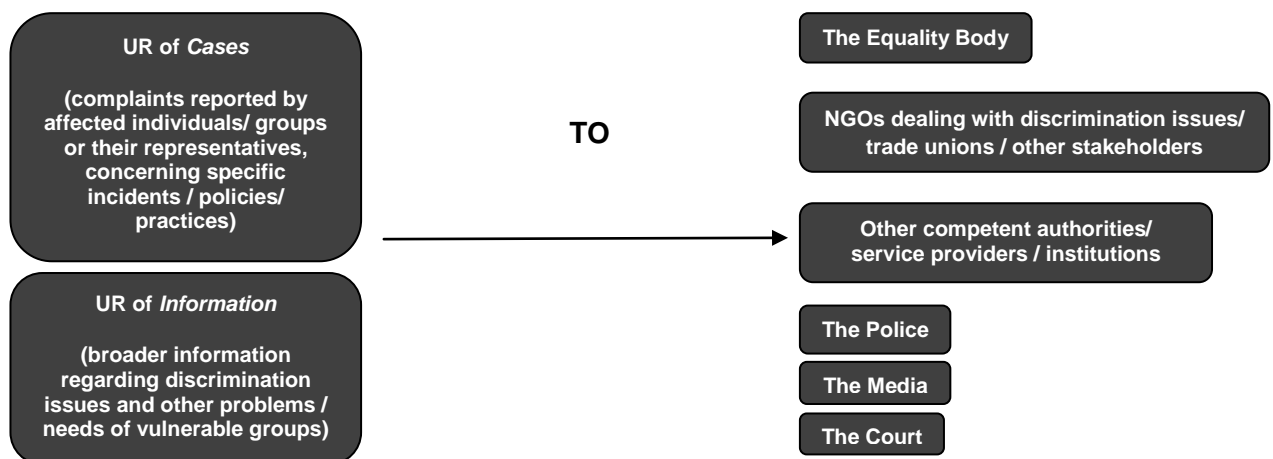 UR of Cases
(complaints reported by
affected individuals/ groups
or their representatives,
concerning specific
incidents / policies/
practices)
UR of Information
(broader information
regarding discrimination
issues and other problems /
needs of vulnerable groups)
TO
The Equality Body
NGOs dealing with discrimination issues/
trade unions / other stakeholders
Other competent authorities/
service providers / institutions
The Police
The Media
The Court